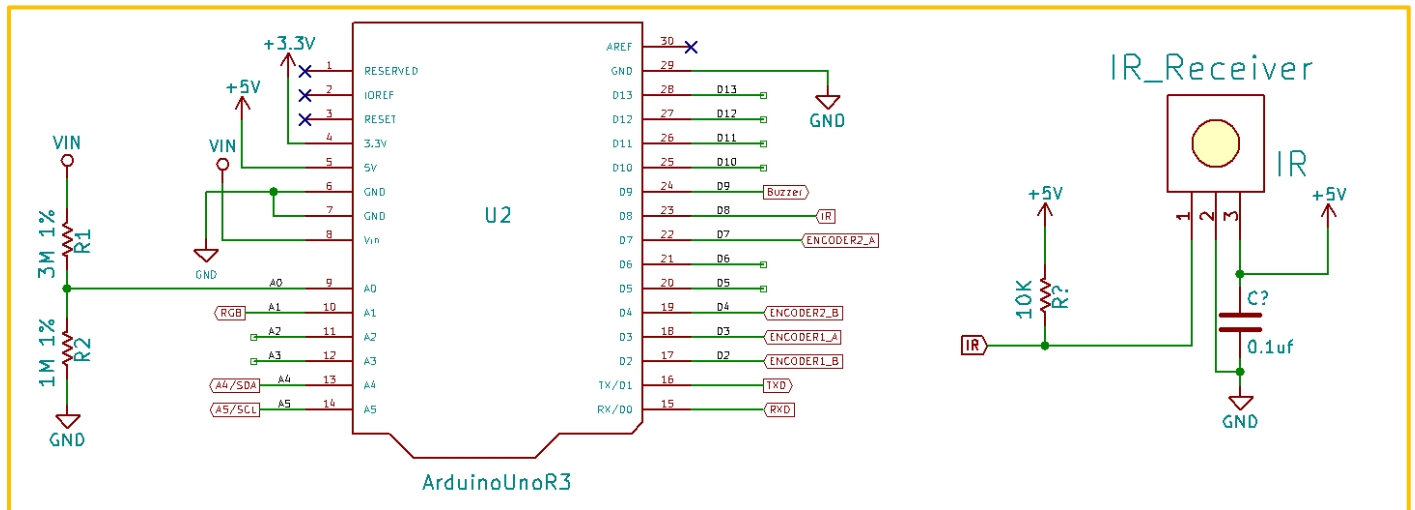 +3.3V
+5V
VIN
VIN
3M 1%
R1
1M 1%
R2
GND
GND
1 RESERVED
2 IOREF
3 RESET
4 3.3V
5 5V
6 GND
7 GND
8 Vin
A0 9 A0
RGB A1 10 A1
A2 11 A2
A3 12 A3
A4/SDA A4 13 A4
A5/SCL A5 14 A5
U2
AREF 30
GND 29
D13 28 D13
D12 27 D12
D11 26 D11
D10 25 D10
D9 24 D9 Buzzer
D8 23 D8 IR
D7 22 D7 ENCODER2_A
D6 21 D6
D5 20 D5
D4 19 D4 ENCODER2_B
D3 18 D3 ENCODER1_A
D2 17 D2 ENCODER1_B
TX/D1 16 TXD
RX/D0 15 RXD
GND
ArduinoUnoR3
IR_Receiver
IR
1 2 3
+5V
+5V
10K
R?
IR
C?
0.1uf
GND